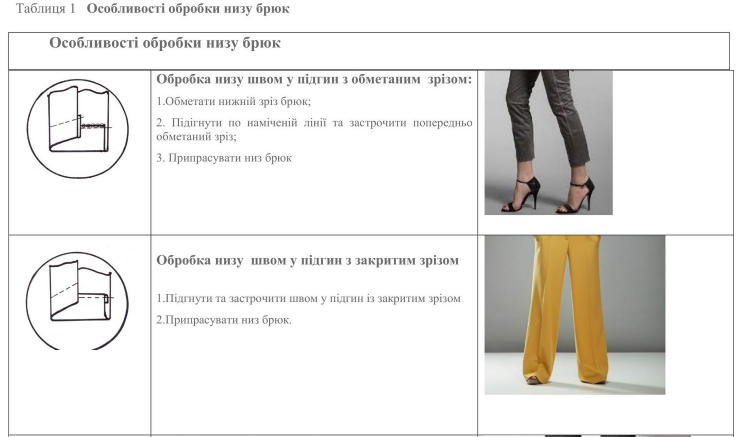 Таблиця 1 Особливості обробки низу брюк
Особливості обробки низу брюк
Обробка низу швом у підгин з обметаним зрізом:
1.Обметати нижній зріз брюк;
2. Підігнути по наміченій лінії та застрочити попередньо
обметаний зріз;
3. Припрасувати низ брюк
Обробка низу швом у підгин з закритим зрізом
1.Підгнути та застрочити швом у підгин із закритим зрізом
2.Припрасувати низ брюк.